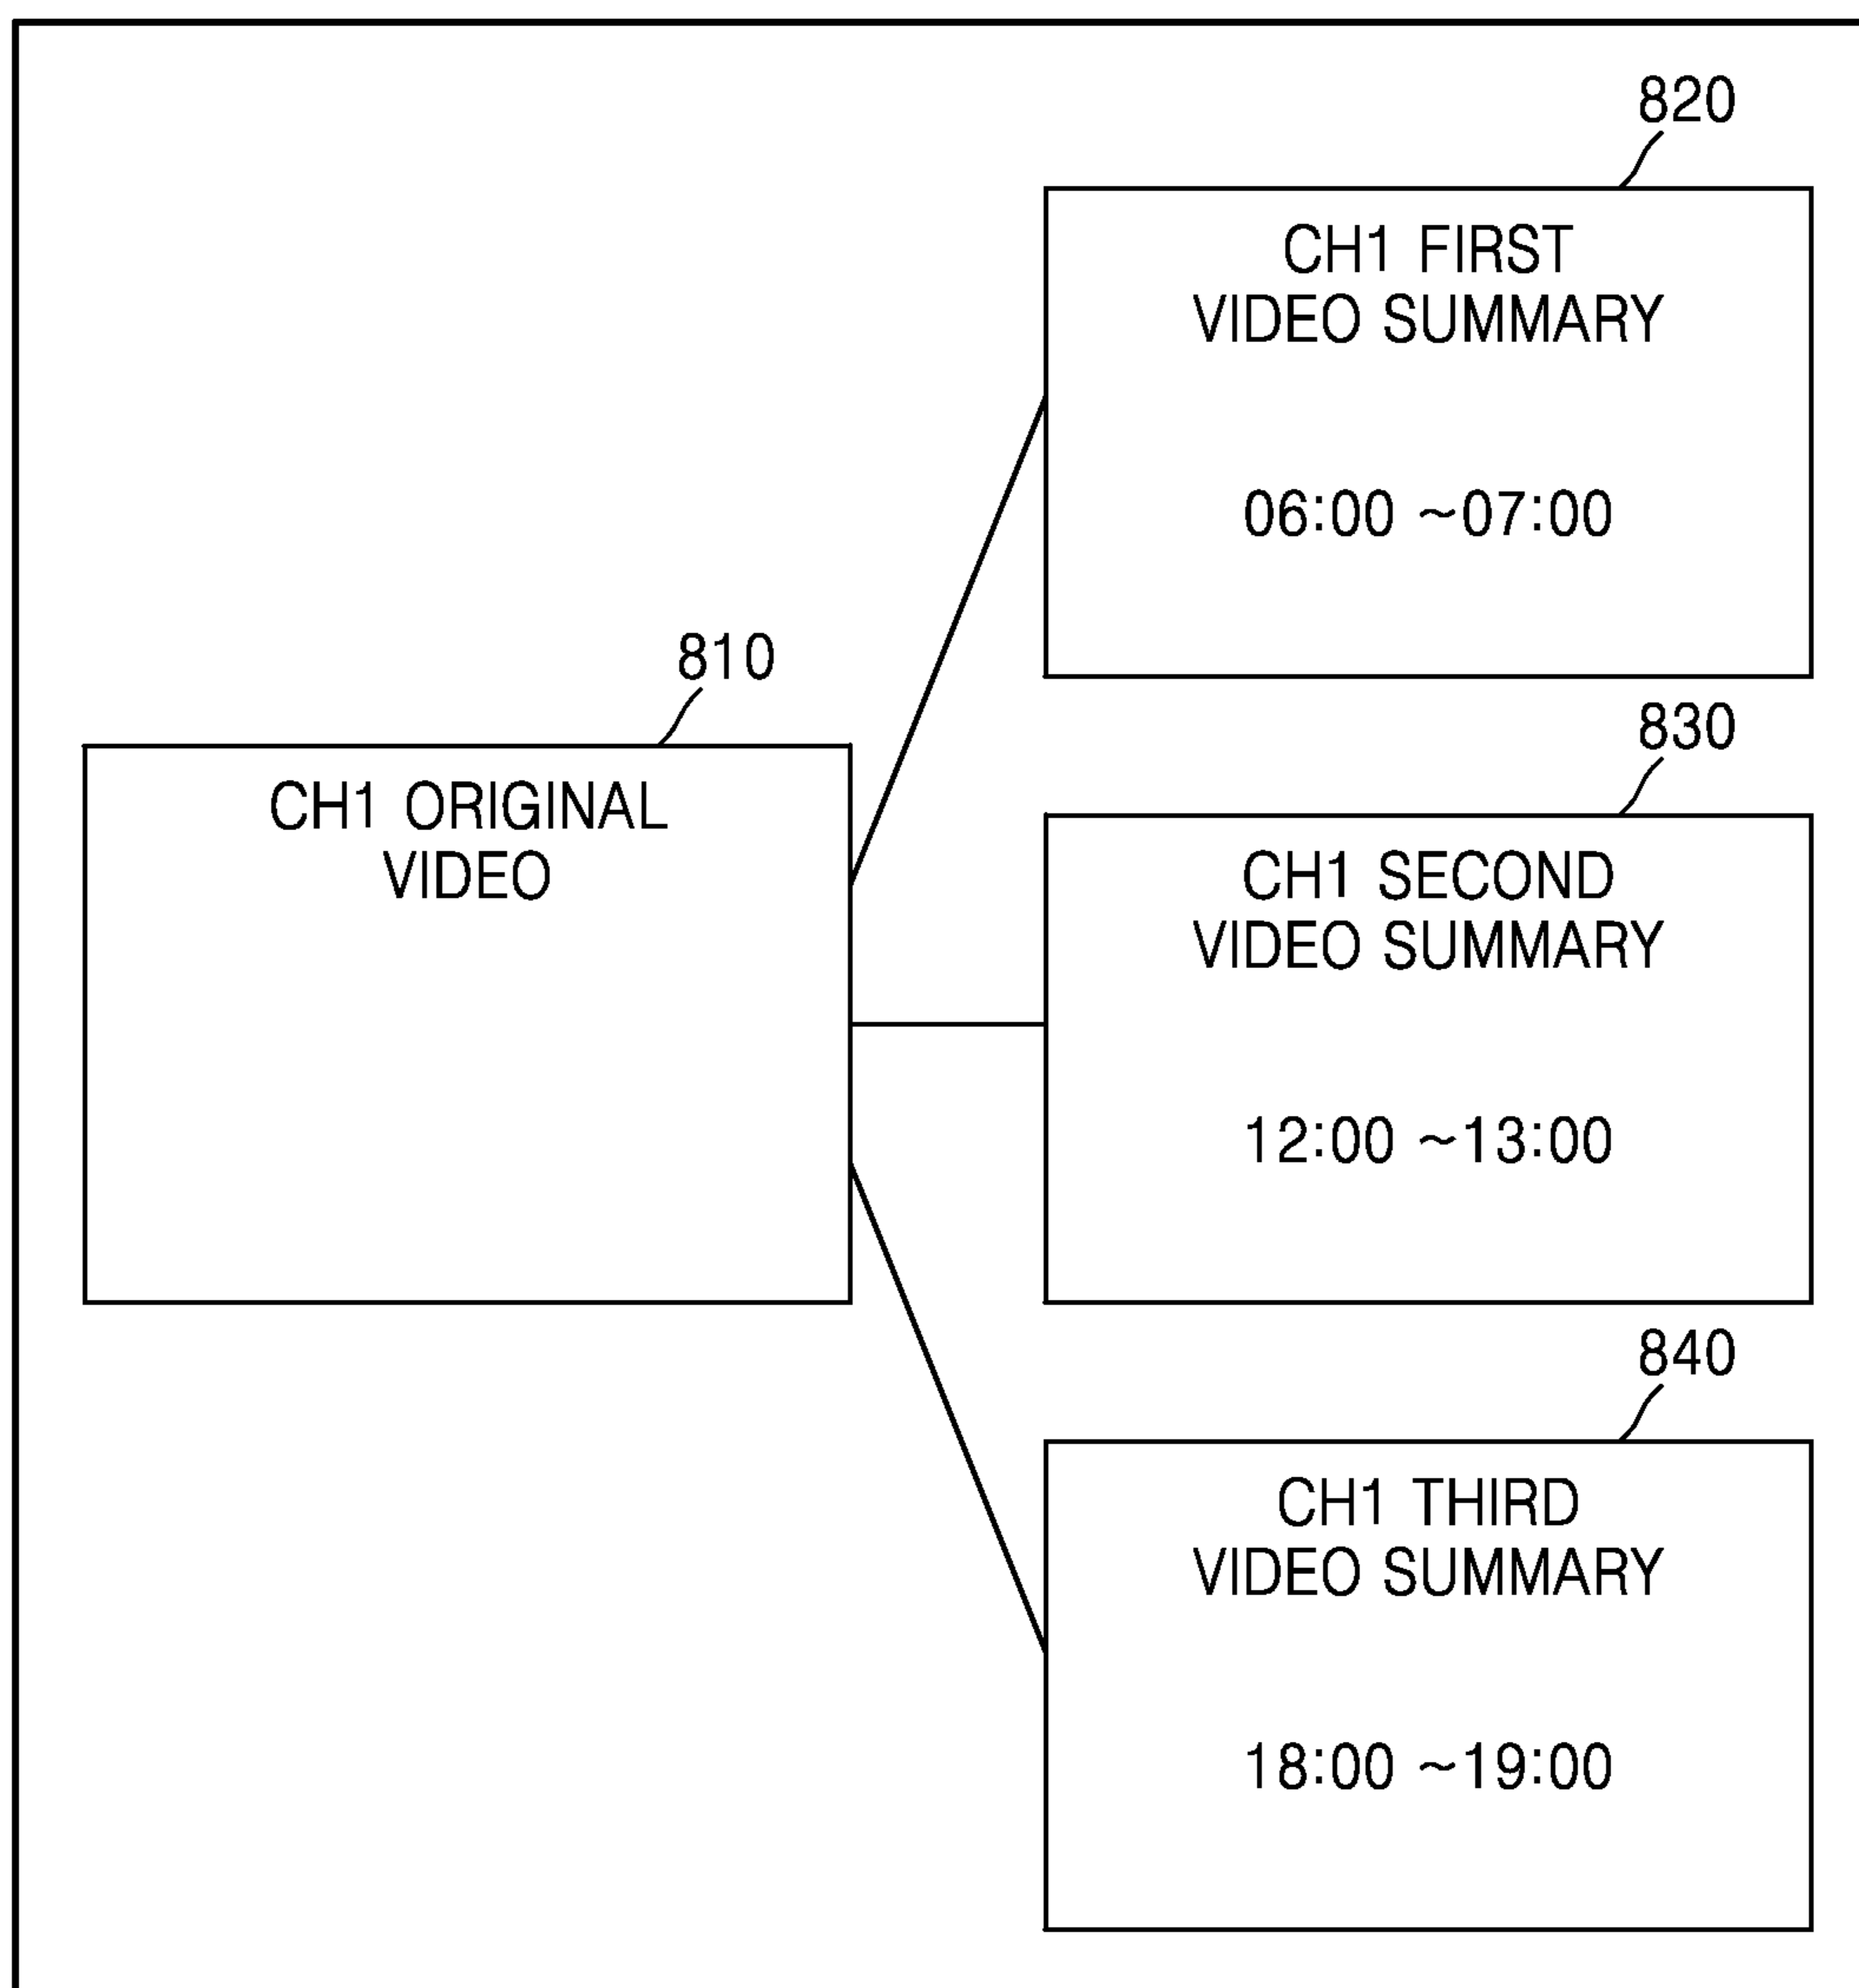 820
CH1 FIRST
VIDEO SUMMARY
06:00 ~07:00
810
CH1 ORIGINAL
VIDEO
830
CH1 SECOND
VIDEO SUMMARY
12:00 ~13:00
840
CH1 THIRD
VIDEO SUMMARY
18:00 ~19:00